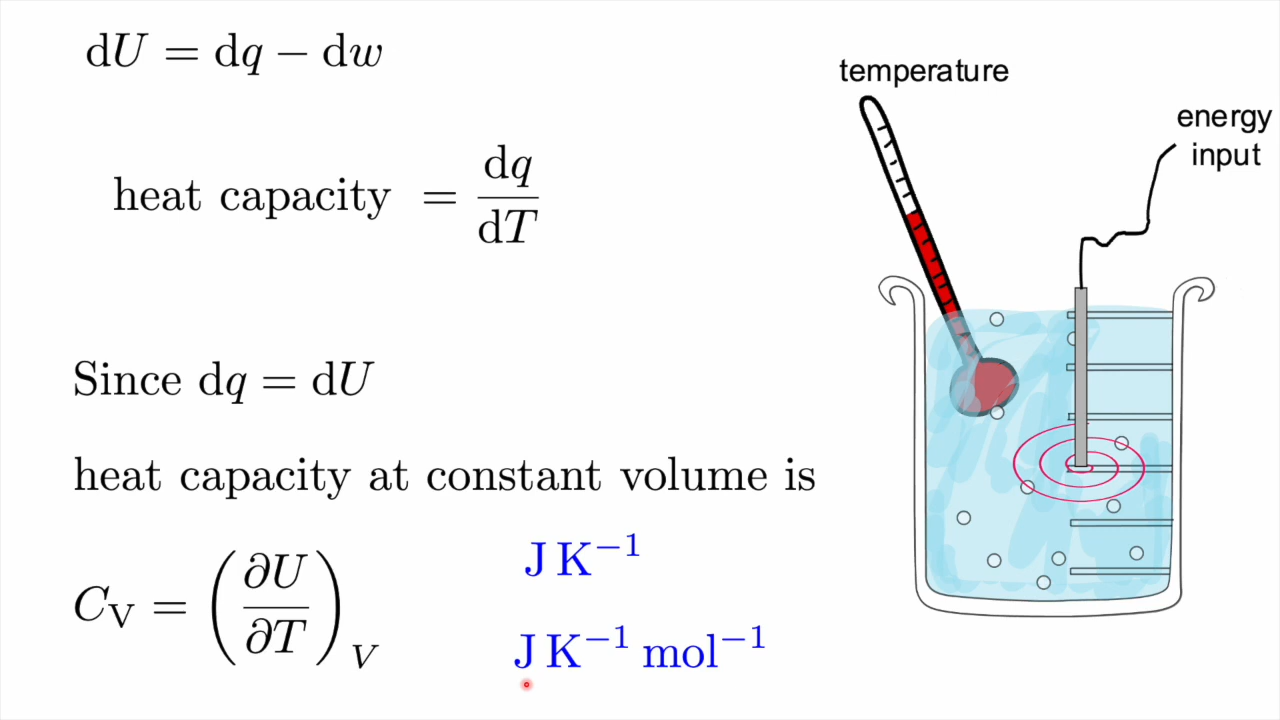 dU = dq − dw
heat capacity = dq/dT
Since dq = dU
heat capacity at constant volume is
C_V = (∂U/∂T)_V
J K⁻¹
J K⁻¹ mol⁻¹
temperature
energy
input